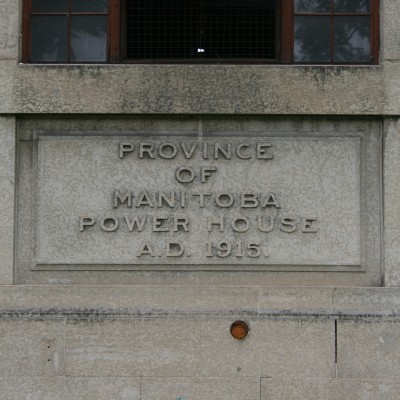 PROVINCE
OF
MANITOBA
POWER HOUSE
A.D. 1915.